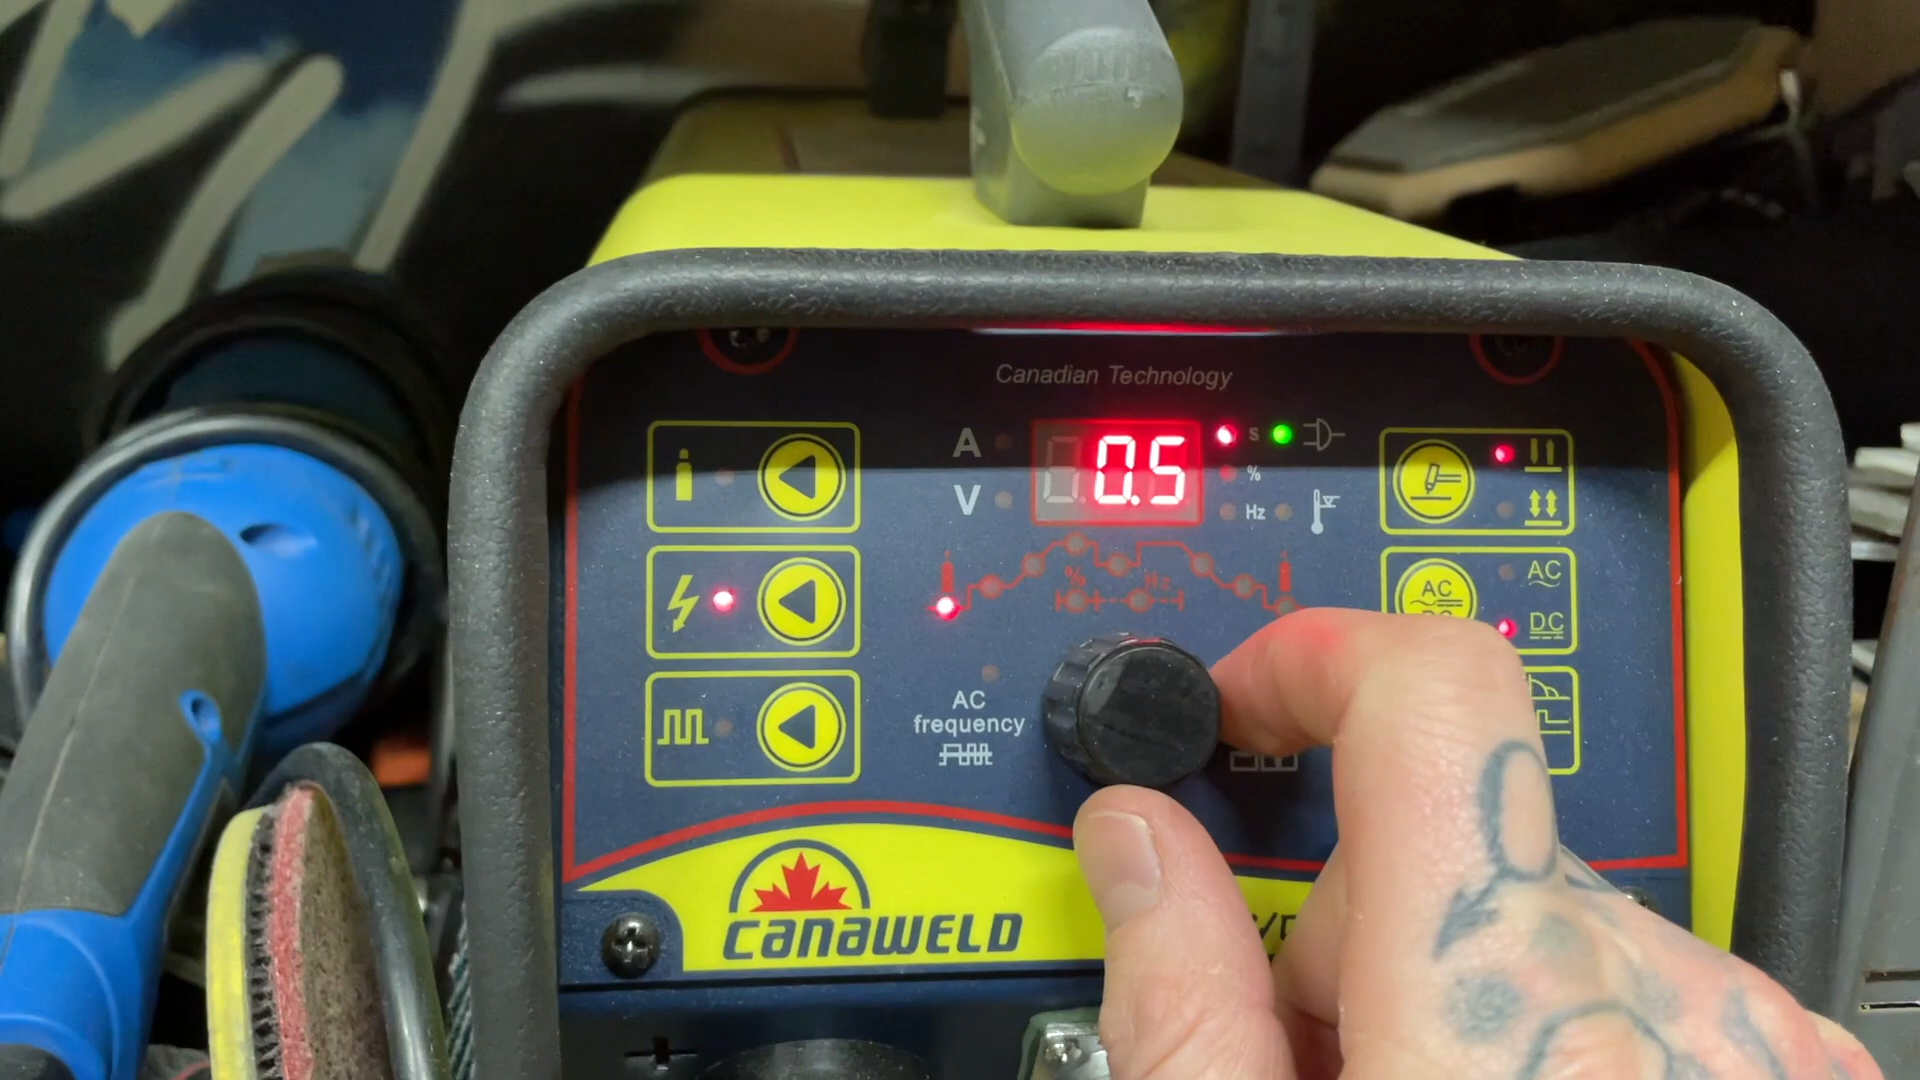 Canadian Technology
A
0.5
S
%
V
Hz
AC
DC
AC
% Hz
AC
frequency
CANAWELD